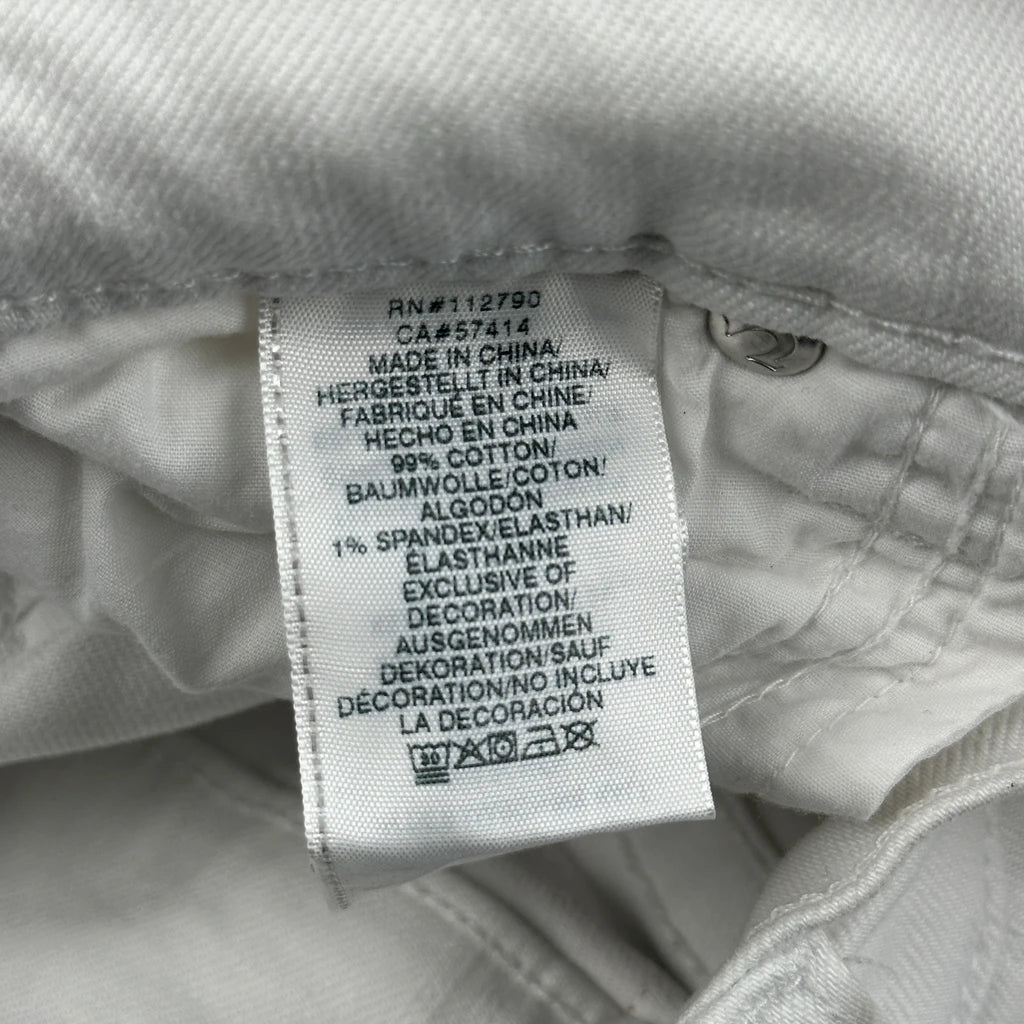 RN#112790
CA#57414
MADE IN CHINA/
HERGESTELLT IN CHINA/
FABRIQUÉ EN CHINE/
HECHO EN CHINA
99% COTTON/
BAUMWOLLE/COTON/
ALGODÓN
1% SPANDEX/ELASTHAN/
ÉLASTHANNE
EXCLUSIVE OF
DECORATION/
AUSGENOMMEN
DEKORATION/SAUF
DÉCORATION/NO INCLUYE
LA DECORACIÓN
30